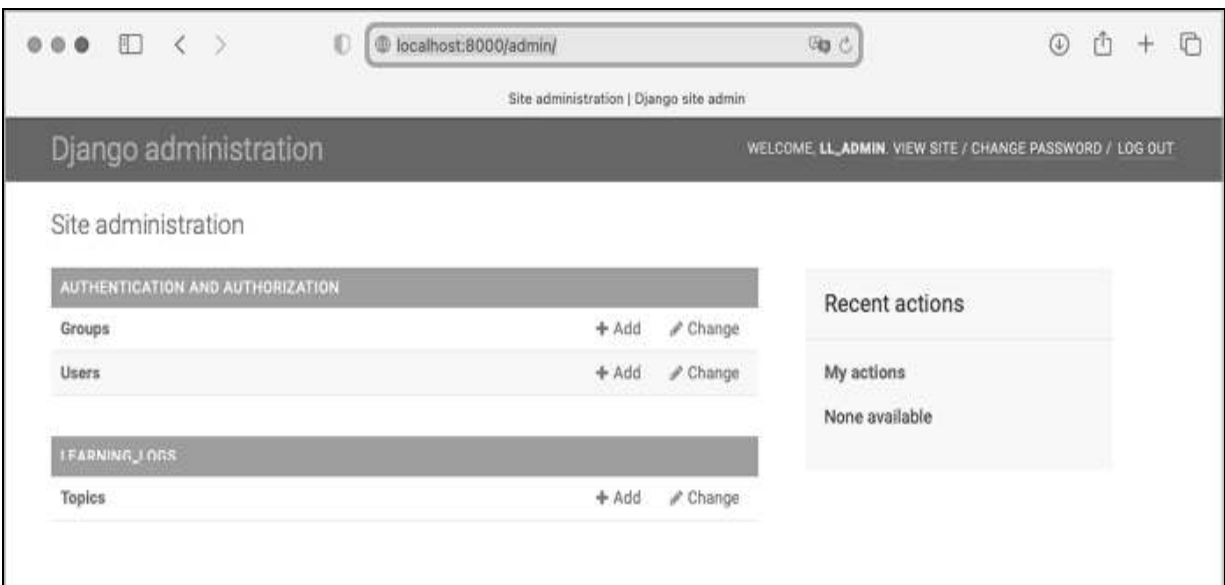 localhost:8000/admin/
Site administration | Django site admin
Django administration
WELCOME, LL_ADMIN. VIEW SITE / CHANGE PASSWORD / LOG OUT
Site administration
AUTHENTICATION AND AUTHORIZATION
Groups + Add Change
Users + Add Change
LEARNING_LOGS
Topics + Add Change
Recent actions
My actions
None available